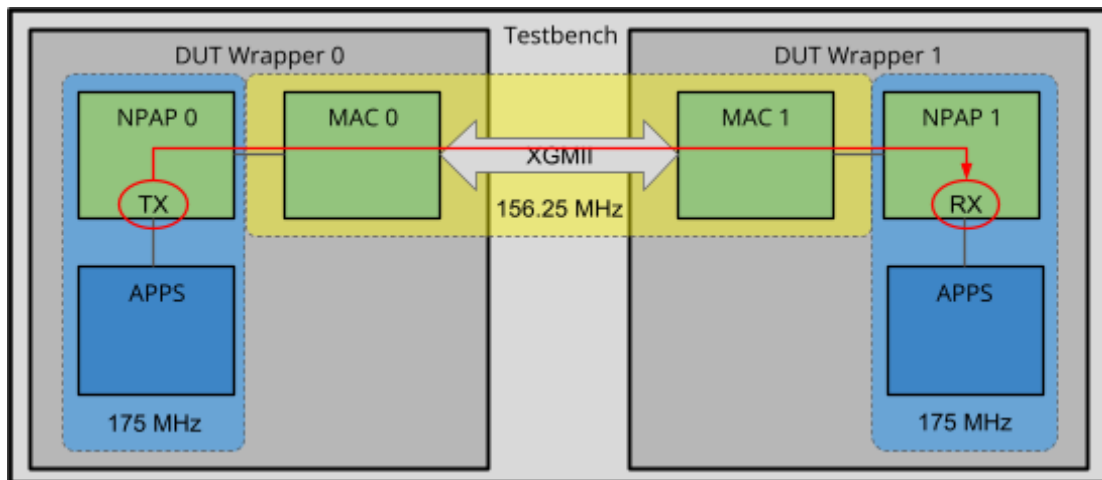 Testbench
DUT Wrapper 0
DUT Wrapper 1
NPAP 0
MAC 0
MAC 1
NPAP 1
XGMII
TX
RX
156.25 MHz
APPS
APPS
175 MHz
175 MHz